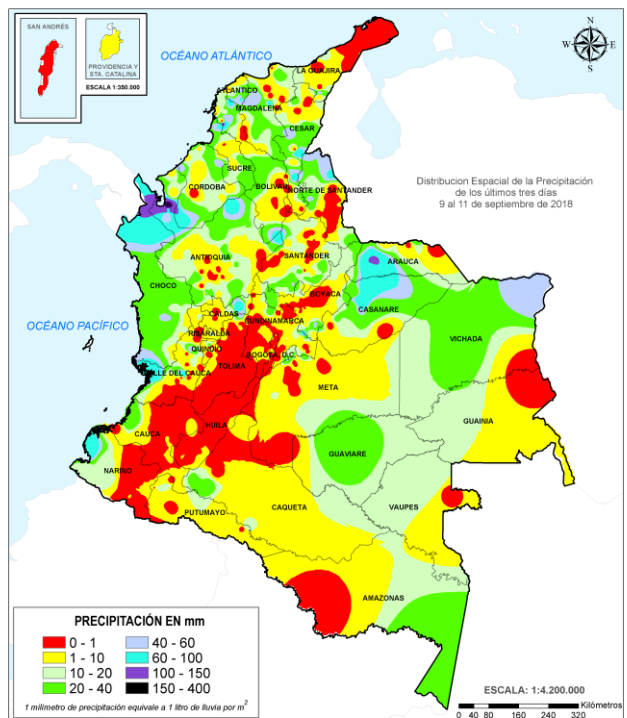 SAN ANDRÉS
PROVIDENCIA Y
STA. CATALINA
ESCALA 1:350.000
OCÉANO ATLÁNTICO
N
W
E
S
LA GUAJIRA
ATLANTICO
MAGDALENA
CESAR
SUCRE
CORDOBA
BOLIVAR
NORTE DE SANTANDER
Distribucion Espacial de la Precipitación
de los últimos tres días
9 al 11 de septiembre de 2018
ANTIOQUIA
SANTANDER
ARAUCA
CHOCO
BOYACA
CASANARE
CALDAS
CUNDINAMARCA
OCÉANO PACÍFICO
RISARALDA
VICHADA
QUINDIO
BOGOTA, D.C.
TOLIMA
VALLE DEL CAUCA
META
GUAINIA
CAUCA
HUILA
GUAVIARE
NARIÑO
CAQUETA
VAUPES
PUTUMAYO
AMAZONAS
PRECIPITACIÓN EN mm
0 - 1
40 - 60
1 - 10
60 - 100
10 - 20
100 - 150
20 - 40
150 - 400
1 milimetro de precipitación equivale a 1 litro de lluvia por m2
ESCALA: 1:4.200.000
0 40 80 160 240 320
Kilómetros